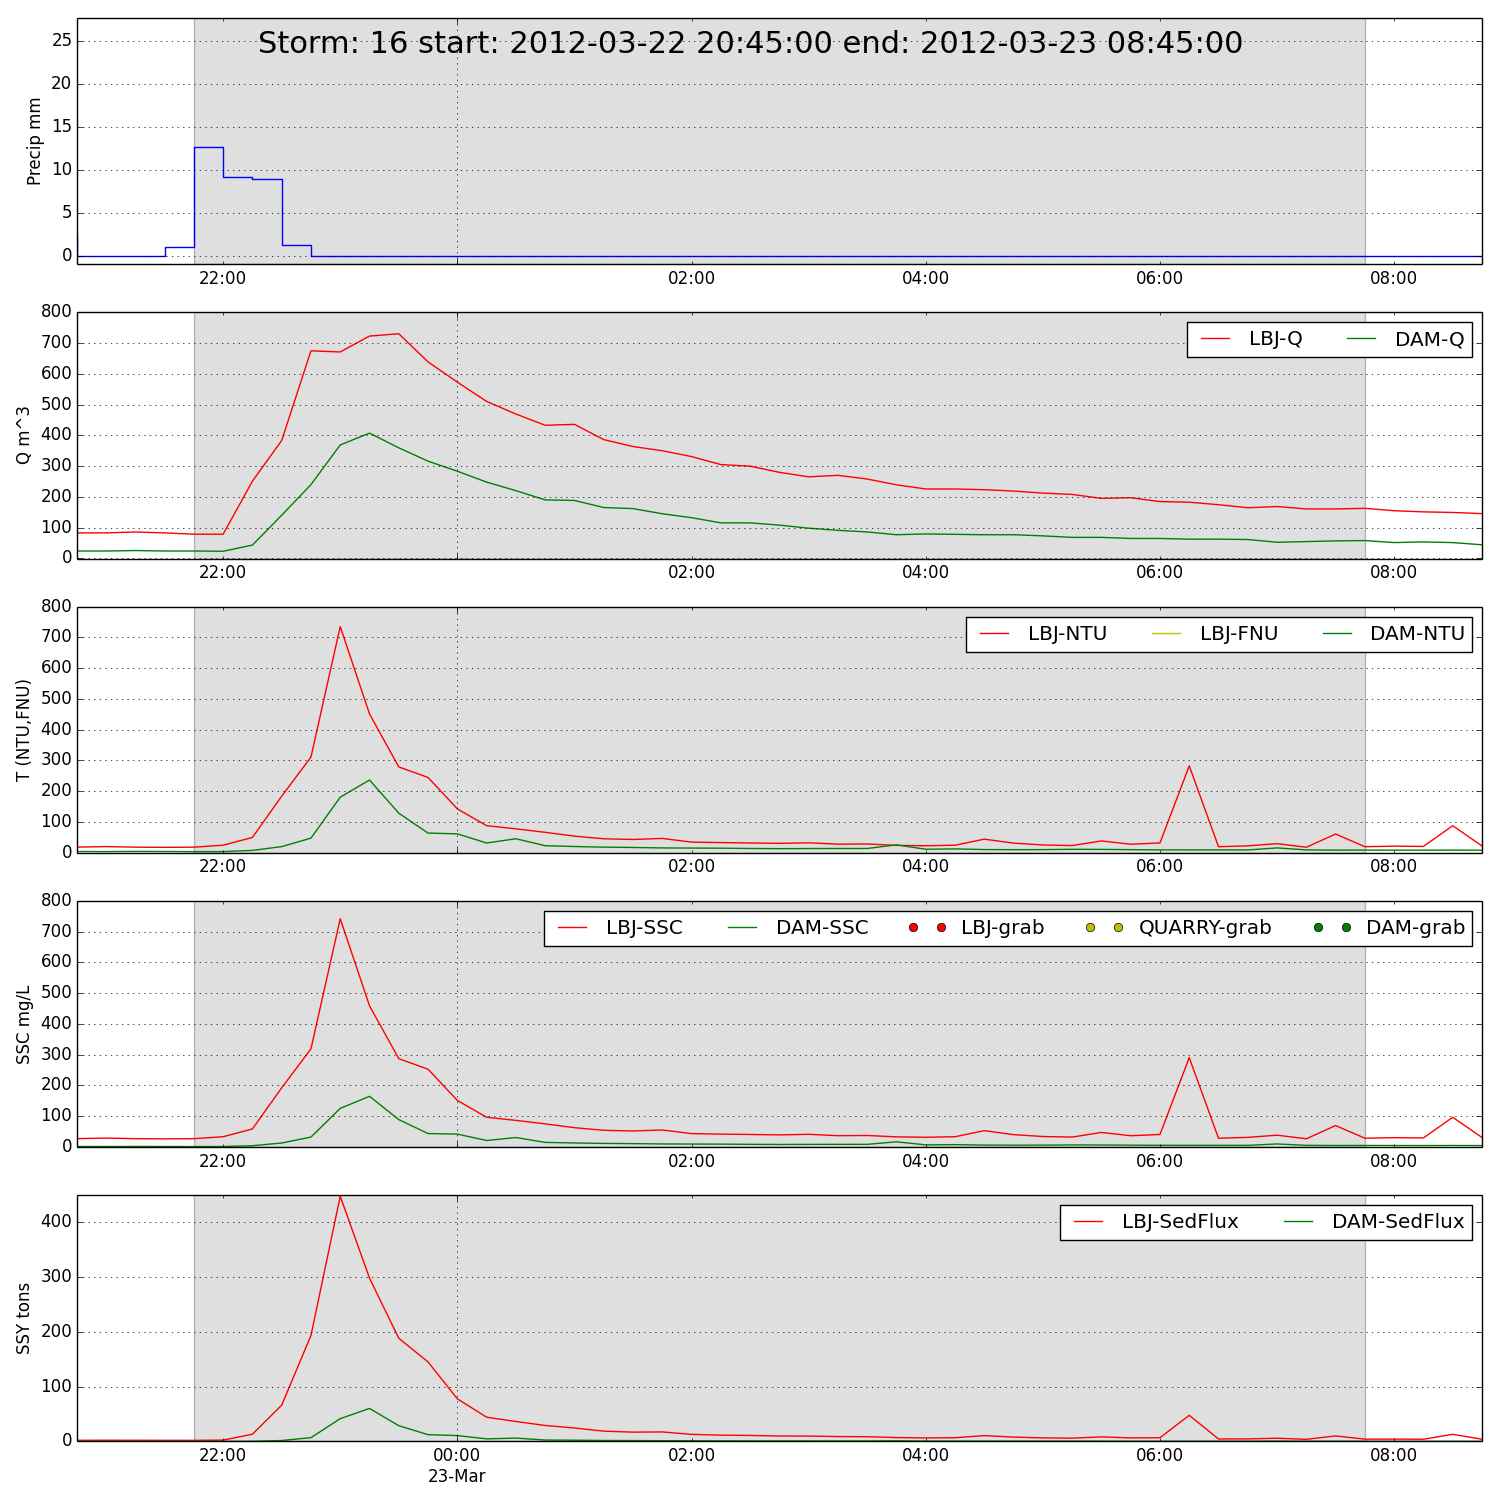 Storm: 16 start: 2012-03-22 20:45:00 end: 2012-03-23 08:45:00
Precip mm
25
20
15
10
5
0
22:00 02:00 04:00 06:00 08:00
Q m^3
800
700
600
500
400
300
200
100
0
LBJ-Q DAM-Q
22:00 02:00 04:00 06:00 08:00
T (NTU,FNU)
800
700
600
500
400
300
200
100
0
LBJ-NTU LBJ-FNU DAM-NTU
22:00 02:00 04:00 06:00 08:00
SSC mg/L
800
700
600
500
400
300
200
100
0
LBJ-SSC DAM-SSC LBJ-grab QUARRY-grab DAM-grab
22:00 02:00 04:00 06:00 08:00
SSY tons
400
300
200
100
0
LBJ-SedFlux DAM-SedFlux
22:00 00:00 02:00 04:00 06:00 08:00
23-Mar